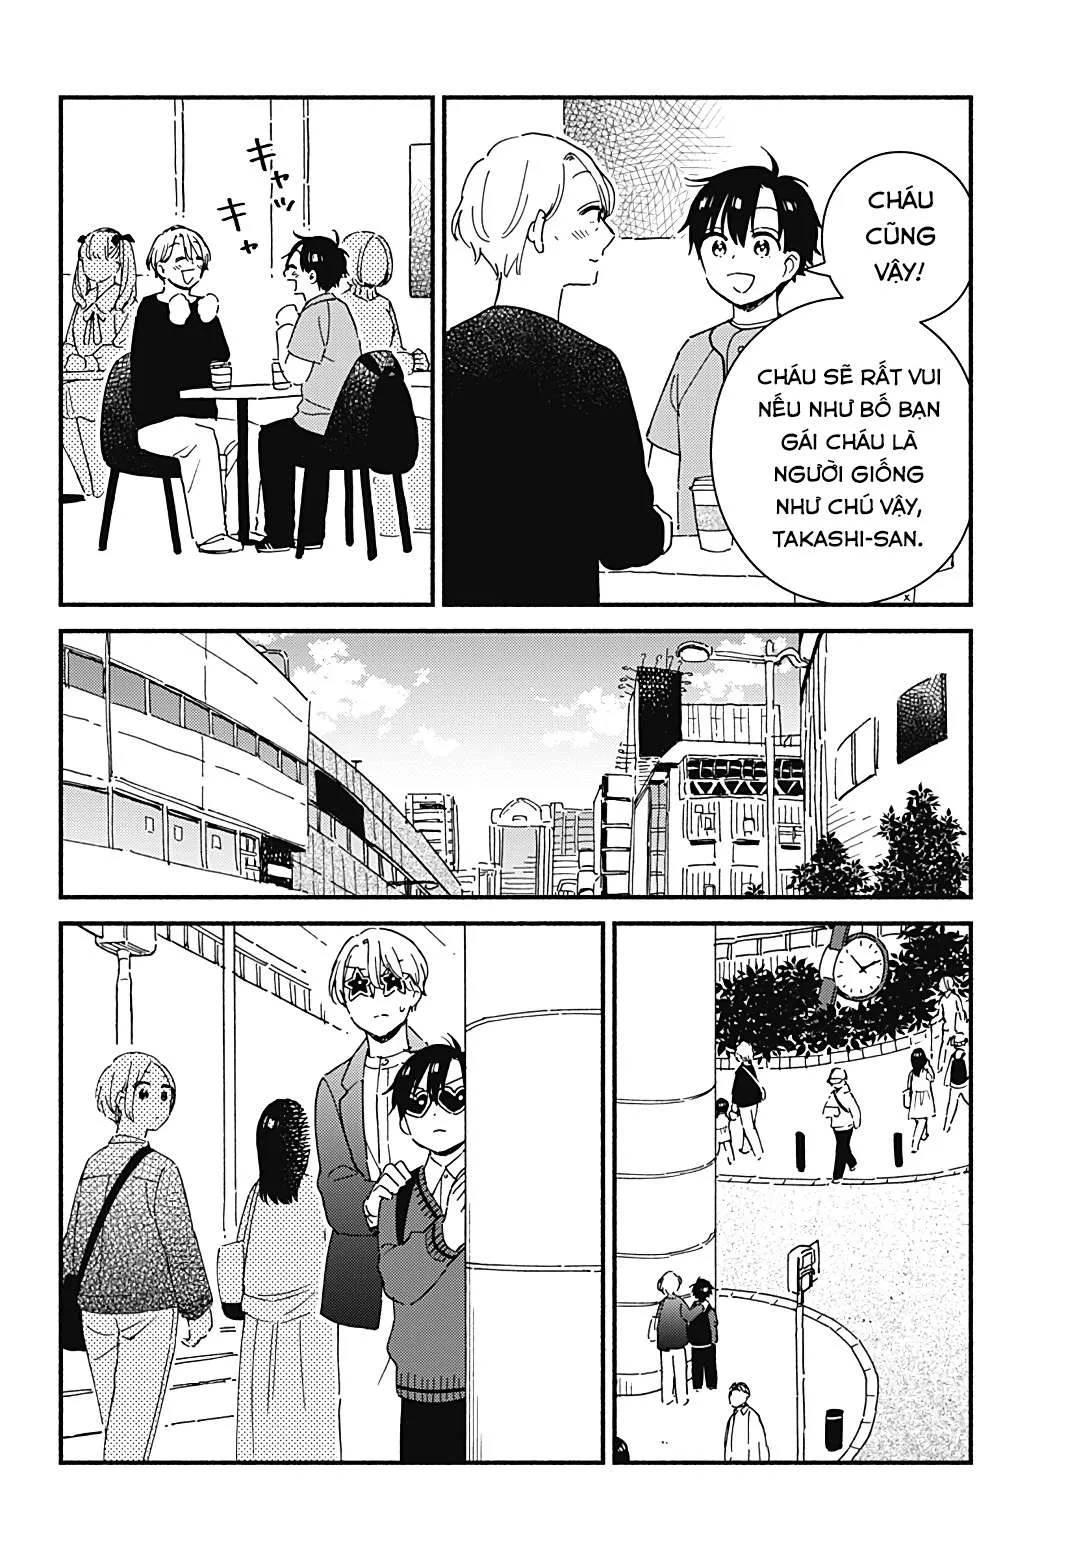 CHÁU
CŨNG
VẬY!
CHÁU SẼ RẤT VUI
NẾU NHƯ BỐ BẠN
GÁI CHÁU LÀ
NGƯỜI GIỐNG
NHƯ CHÚ VẬY,
TAKASHI-SAN.
キャッ
キャ